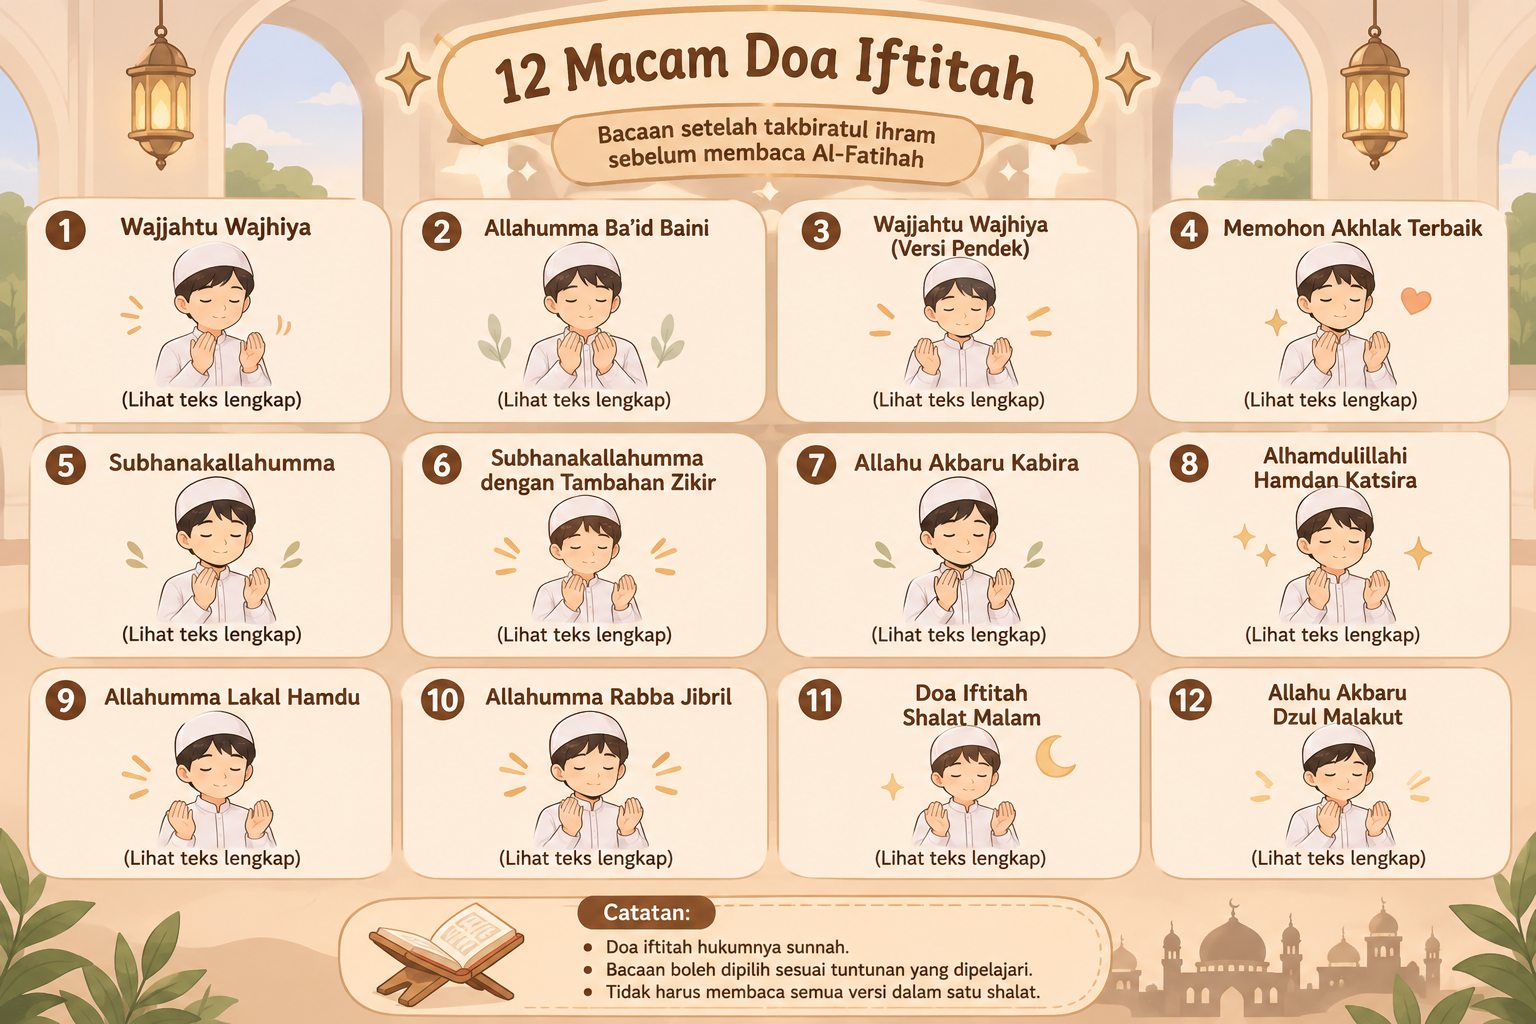 12 Macam Doa Iftitah
Bacaan setelah takbiratul ihram
sebelum membaca Al-Fatihah
1
Wajjahtu Wajhiya
(Lihat teks lengkap)
2
Allahumma Ba'id Baini
(Lihat teks lengkap)
3
Wajjahtu Wajhiya
(Versi Pendek)
(Lihat teks lengkap)
4
Memohon Akhlak Terbaik
(Lihat teks lengkap)
5
Subhanakallahumma
(Lihat teks lengkap)
6
Subhanakallahumma
dengan Tambahan Zikir
(Lihat teks lengkap)
7
Allahu Akbaru Kabira
(Lihat teks lengkap)
8
Alhamdulillahi
Hamdan Katsira
(Lihat teks lengkap)
9
Allahumma Lakal Hamdu
(Lihat teks lengkap)
10
Allahumma Rabba Jibril
(Lihat teks lengkap)
11
Doa Iftitah
Shalat Malam
(Lihat teks lengkap)
12
Allahu Akbaru
Dzul Malakut
(Lihat teks lengkap)
Catatan:
• Doa iftitah hukumnya sunnah.
• Bacaan boleh dipilih sesuai tuntunan yang dipelajari.
• Tidak harus membaca semua versi dalam satu shalat.